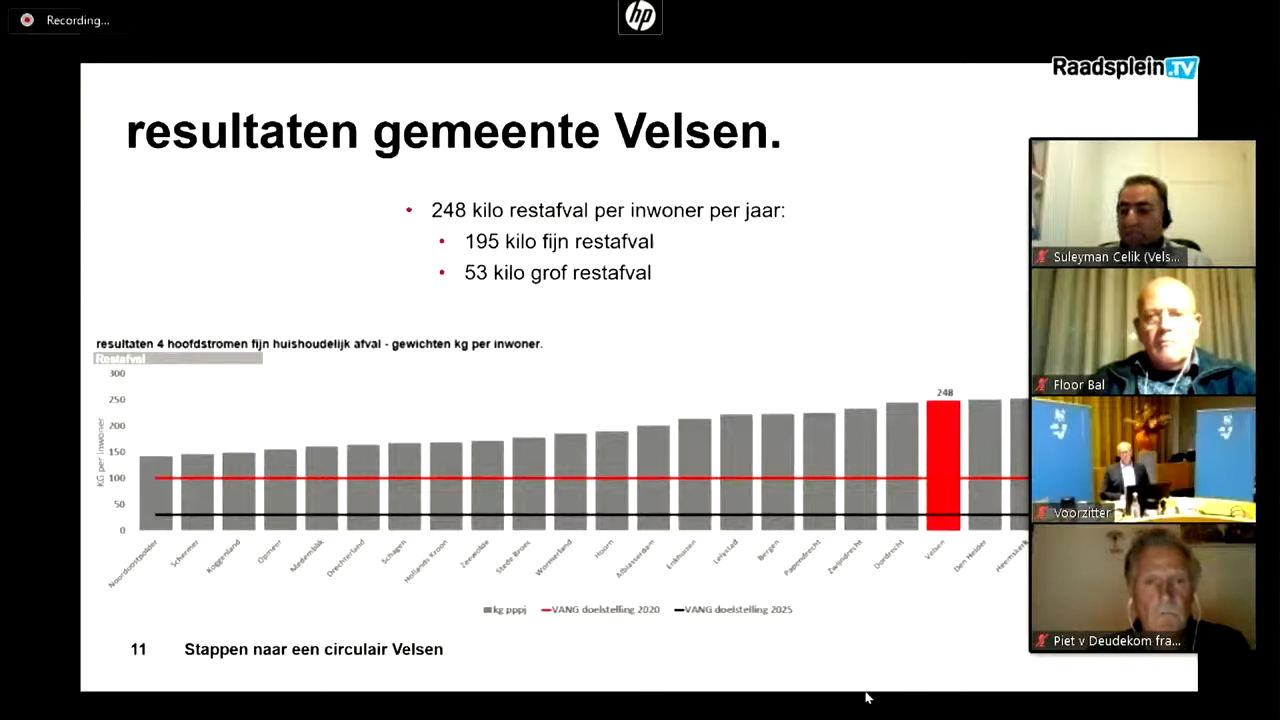 Recording...
hp
Raadsplein.TV
resultaten gemeente Velsen.
• 248 kilo restafval per inwoner per jaar:
• 195 kilo fijn restafval
• 53 kilo grof restafval
resultaten 4 hoofdstromen fijn huishoudelijk afval - gewichten kg per inwoner.
Restafval
KG per inwoner
300
250
200
150
100
50
0
248
Noordoostpolder
Schermer
Koggenland
Opmeer
Medemblik
Drechterland
Schagen
Hollands Kroon
Zeewolde
Stede Broec
Wormerland
Hoorn
Alblasserdam
Enkhuizen
Lelystad
Bergen
Papendrecht
Zwijndrecht
Dordrecht
Velsen
Den Helder
Heemskerk
kg pppj
VANG doelstelling 2020
VANG doelstelling 2025
11 Stappen naar een circulair Velsen
Suleyman Celik (Vels...
Floor Bal
Voorzitter
Piet v Deudekom fra...